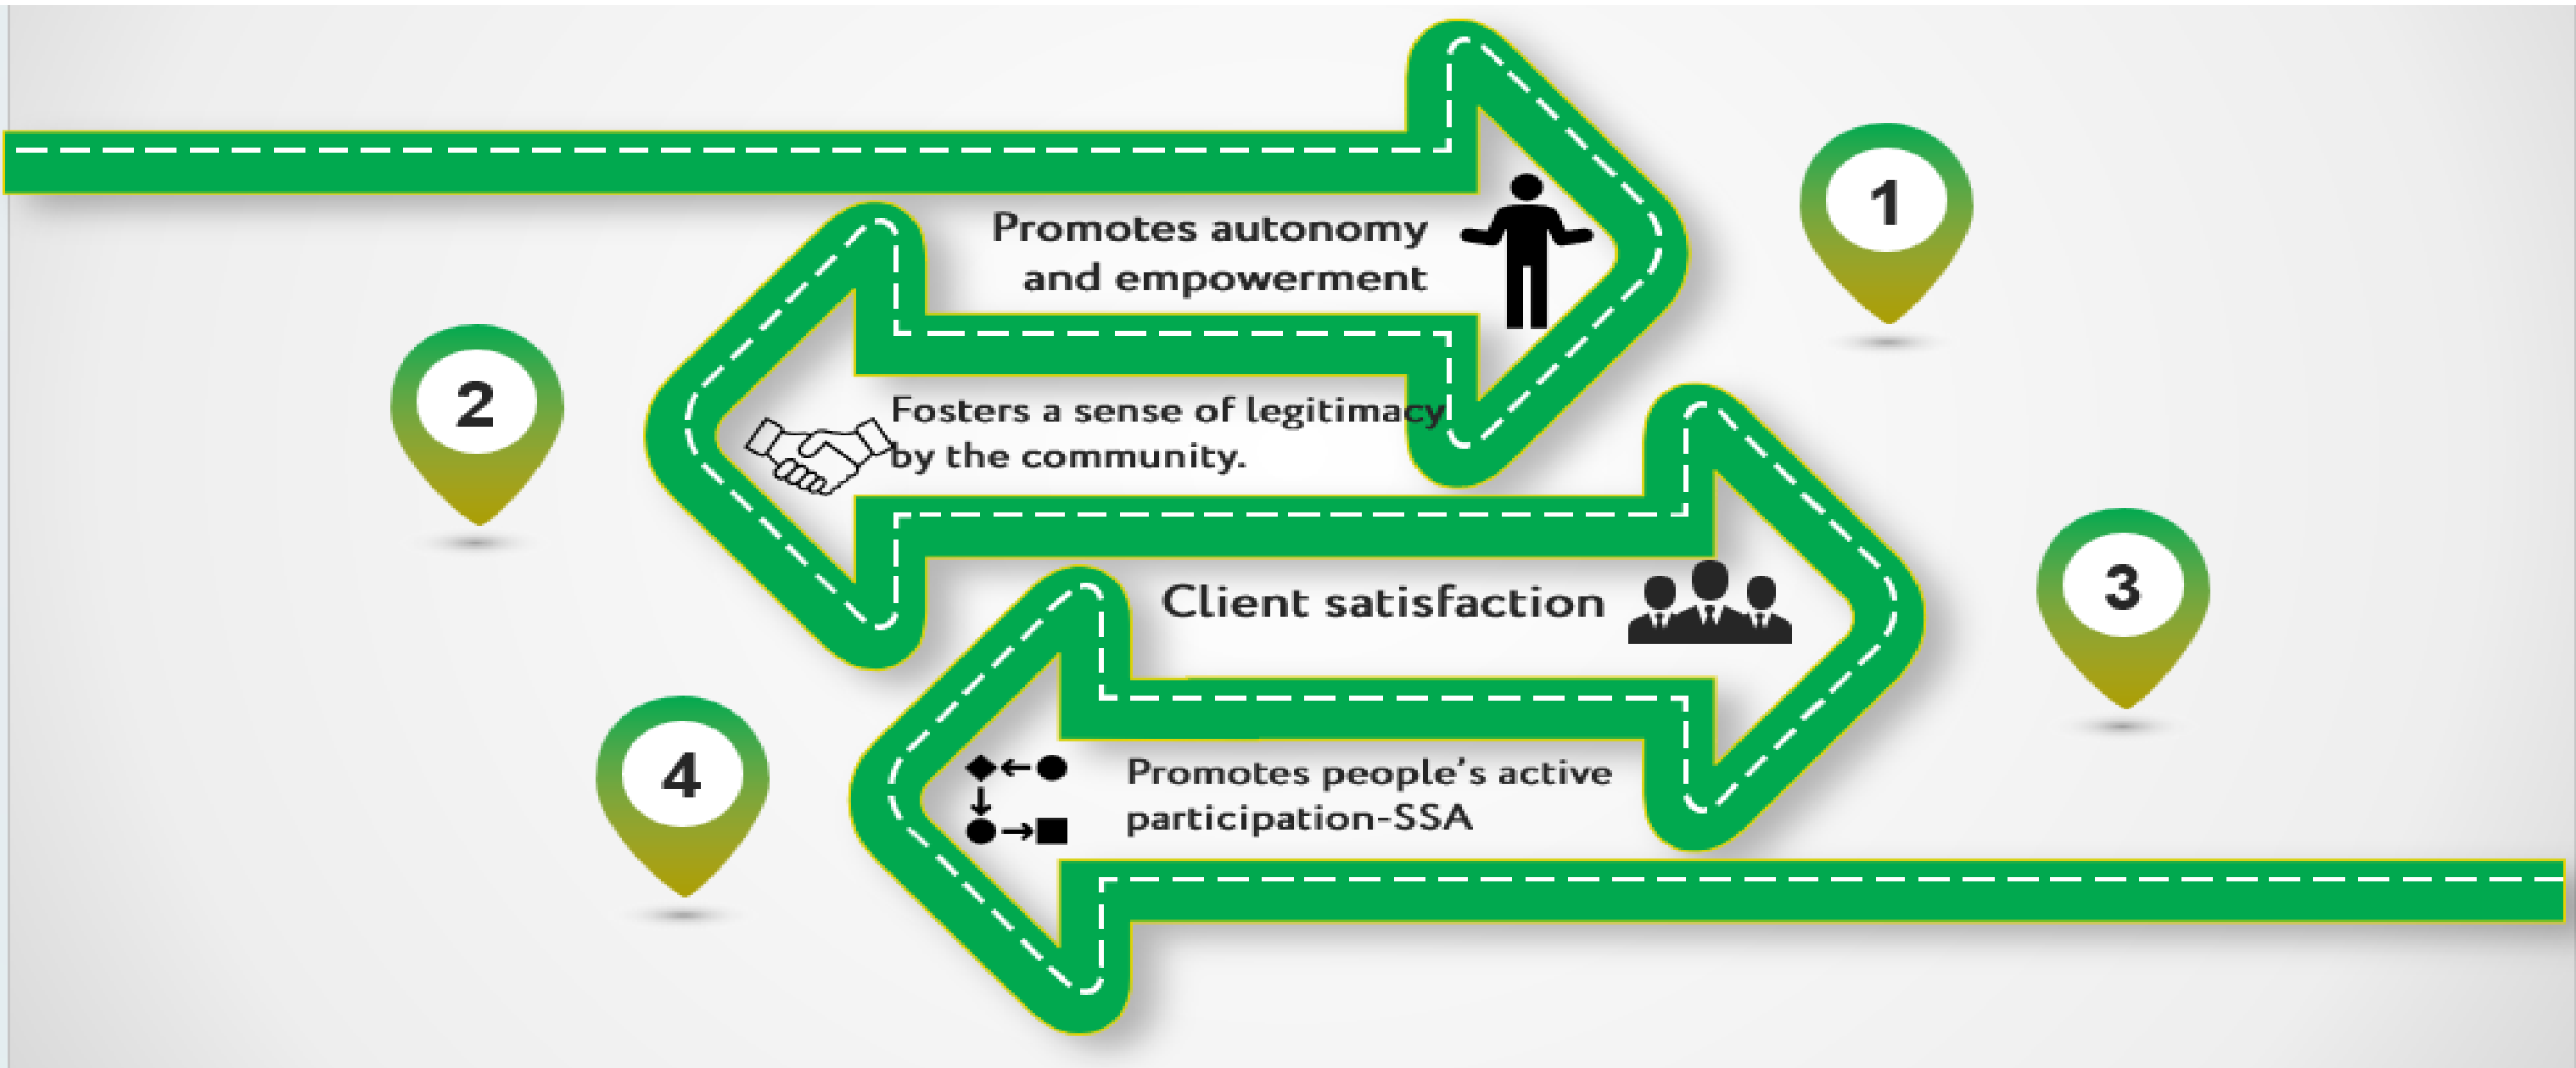 1
Promotes autonomy
and empowerment
2
Fosters a sense of legitimacy
by the community.
3
Client satisfaction
4
Promotes people's active
participation-SSA